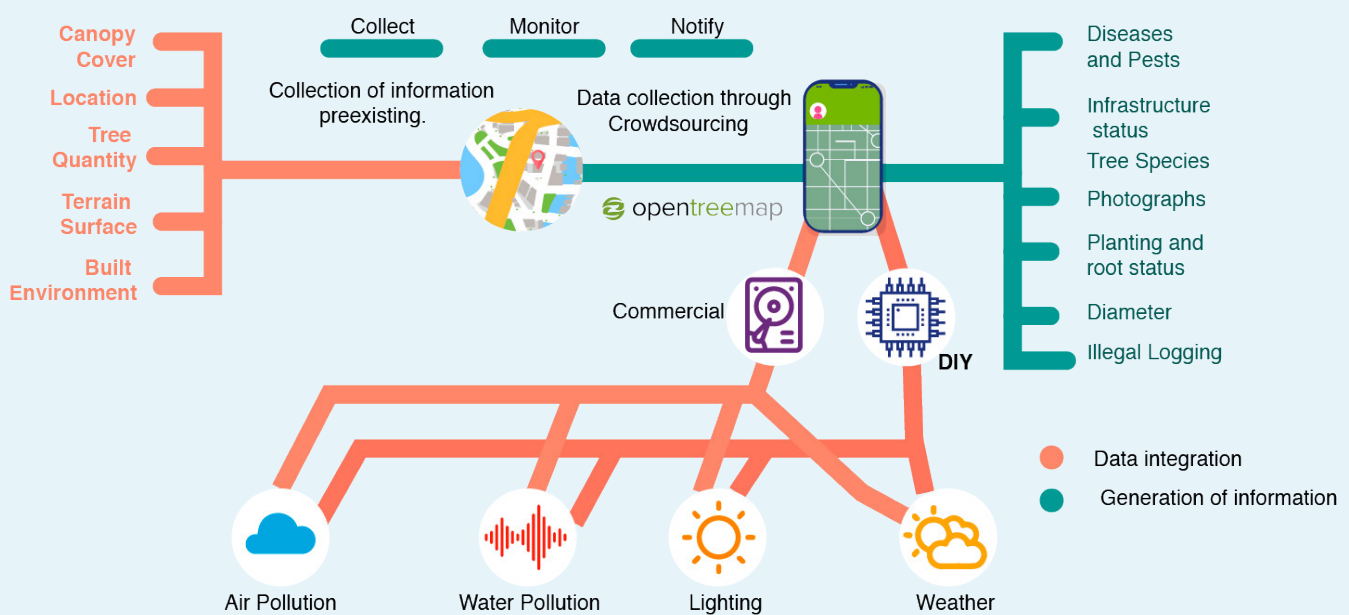 Collect
Monitor
Notify
Canopy
Cover
Location
Tree
Quantity
Terrain
Surface
Built
Environment
Collection of information
preexisting.
Data collection through
Crowdsourcing
opentreemap
Diseases
and Pests
Infrastructure
status
Tree Species
Photographs
Planting and
root status
Diameter
Illegal Logging
Commercial
DIY
Data integration
Generation of information
Air Pollution
Water Pollution
Lighting
Weather